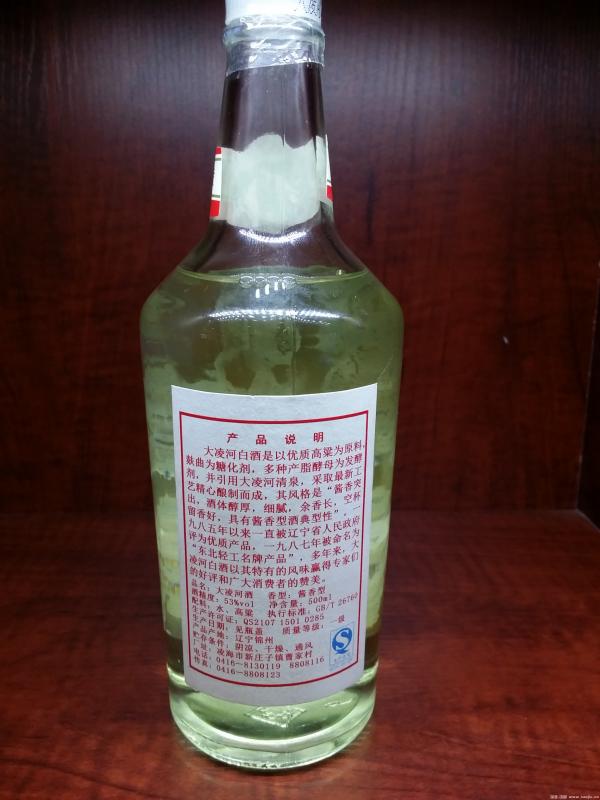 产品说明
大凌河白酒是以优质高粱为原料,
麸曲为糖化剂,多种产脂酵母为发酵
剂,并引用大凌河清泉,采取最新工
艺精心酿制而成,其风格是“酱香突
出,酒体醇厚,细腻,余香长,空杯
留香好,具有酱香型酒典型性”,一
九八五年以来一直被辽宁省人民政府
评为优质产品,一九八七年被命名为
“东北轻工名牌产品”,多年来,大
凌河白酒以其特有的风味赢得专家们
的好评和广大消费者的赞美。
品名:大凌河酒 香型:酱香型
酒精度:53%vol 净含量:500ml
配料:水、高粱 执行标准:GB/T 26760
生产许可证:QS2107 1501 0285
生产日期:见瓶盖 质量等级:一级
产品产地:辽宁锦州
贮存条件:阴凉、干燥、通风
址:凌海市新庄子镇曹家村
电话:0416-8130119 8808116
传真:0416-8808123